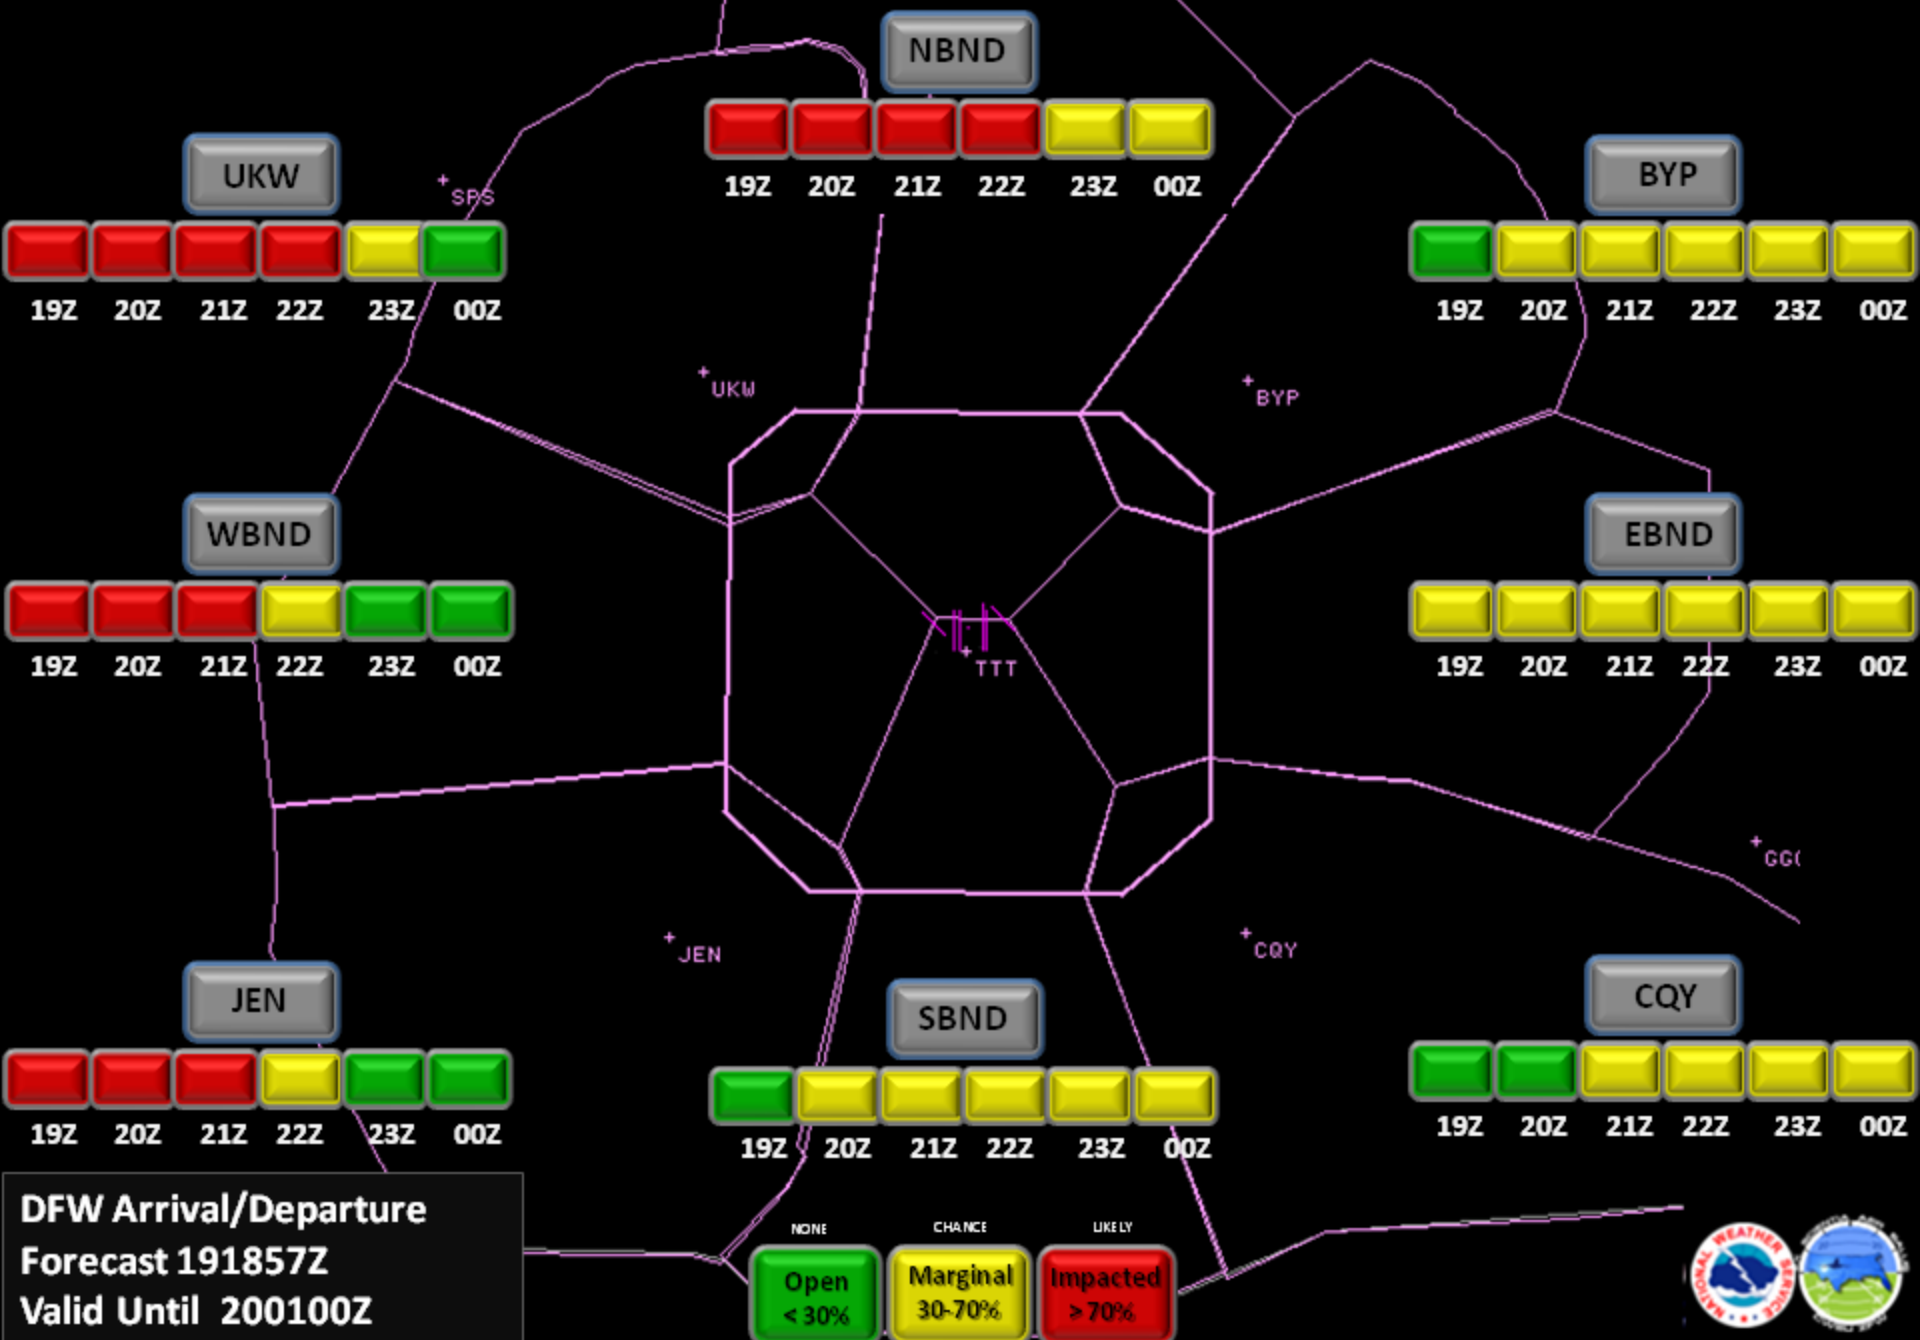 NBND
19Z 20Z 21Z 22Z 23Z 00Z
UKW
SPS
19Z 20Z 21Z 22Z 23Z 00Z
BYP
19Z 20Z 21Z 22Z 23Z 00Z
UKW
BYP
WBND
19Z 20Z 21Z 22Z 23Z 00Z
EBND
19Z 20Z 21Z 22Z 23Z 00Z
TTT
GG(
JEN
CQY
JEN
19Z 20Z 21Z 22Z 23Z 00Z
SBND
19Z 20Z 21Z 22Z 23Z 00Z
CQY
19Z 20Z 21Z 22Z 23Z 00Z
DFW Arrival/Departure
Forecast 191857Z
Valid Until 200100Z
NONE CHANCE LIKELY
Open Marginal Impacted
< 30% 30-70% > 70%
NATIONAL WEATHER SERVICE